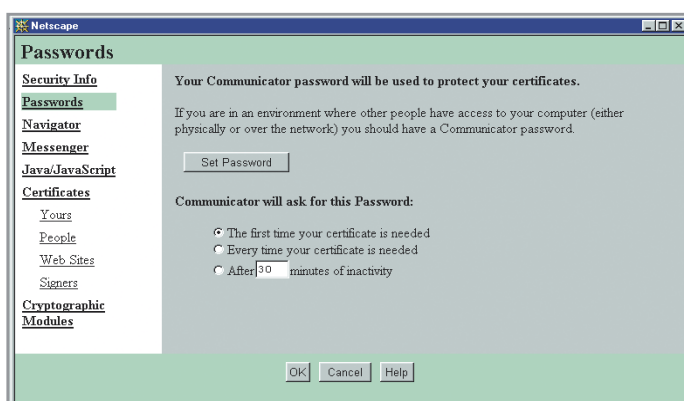 Netscape
Passwords
Security Info
Passwords
Navigator
Messenger
Java/JavaScript
Certificates
Yours
People
Web Sites
Signers
Cryptographic
Modules
Your Communicator password will be used to protect your certificates.
If you are in an environment where other people have access to your computer (either
physically or over the network) you should have a Communicator password.
Set Password
Communicator will ask for this Password:
The first time your certificate is needed
Every time your certificate is needed
After 30 minutes of inactivity
OK Cancel Help